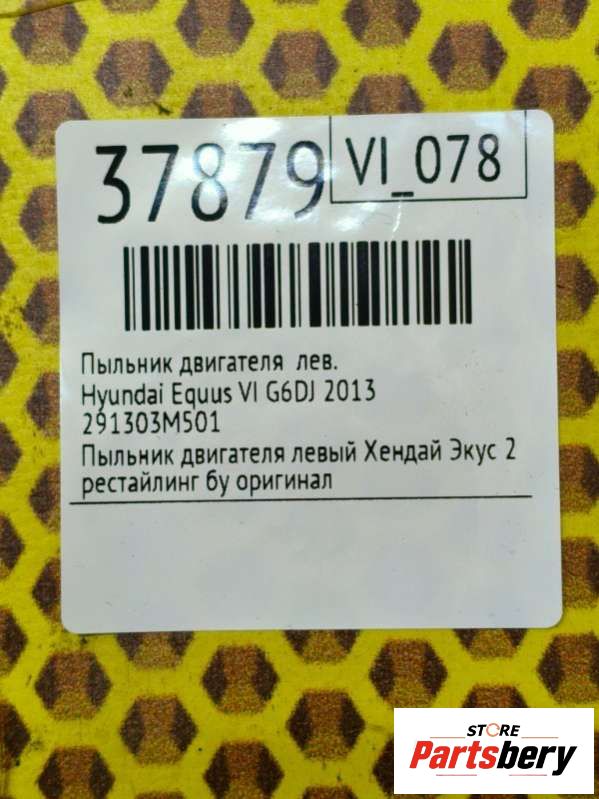 37879
VI_078
Пыльник двигателя лев.
Hyundai Equus VI G6DJ 2013
291303M501
Пыльник двигателя левый Хендай Экус 2
рестайлинг бу оригинал
STORE
Partsbery